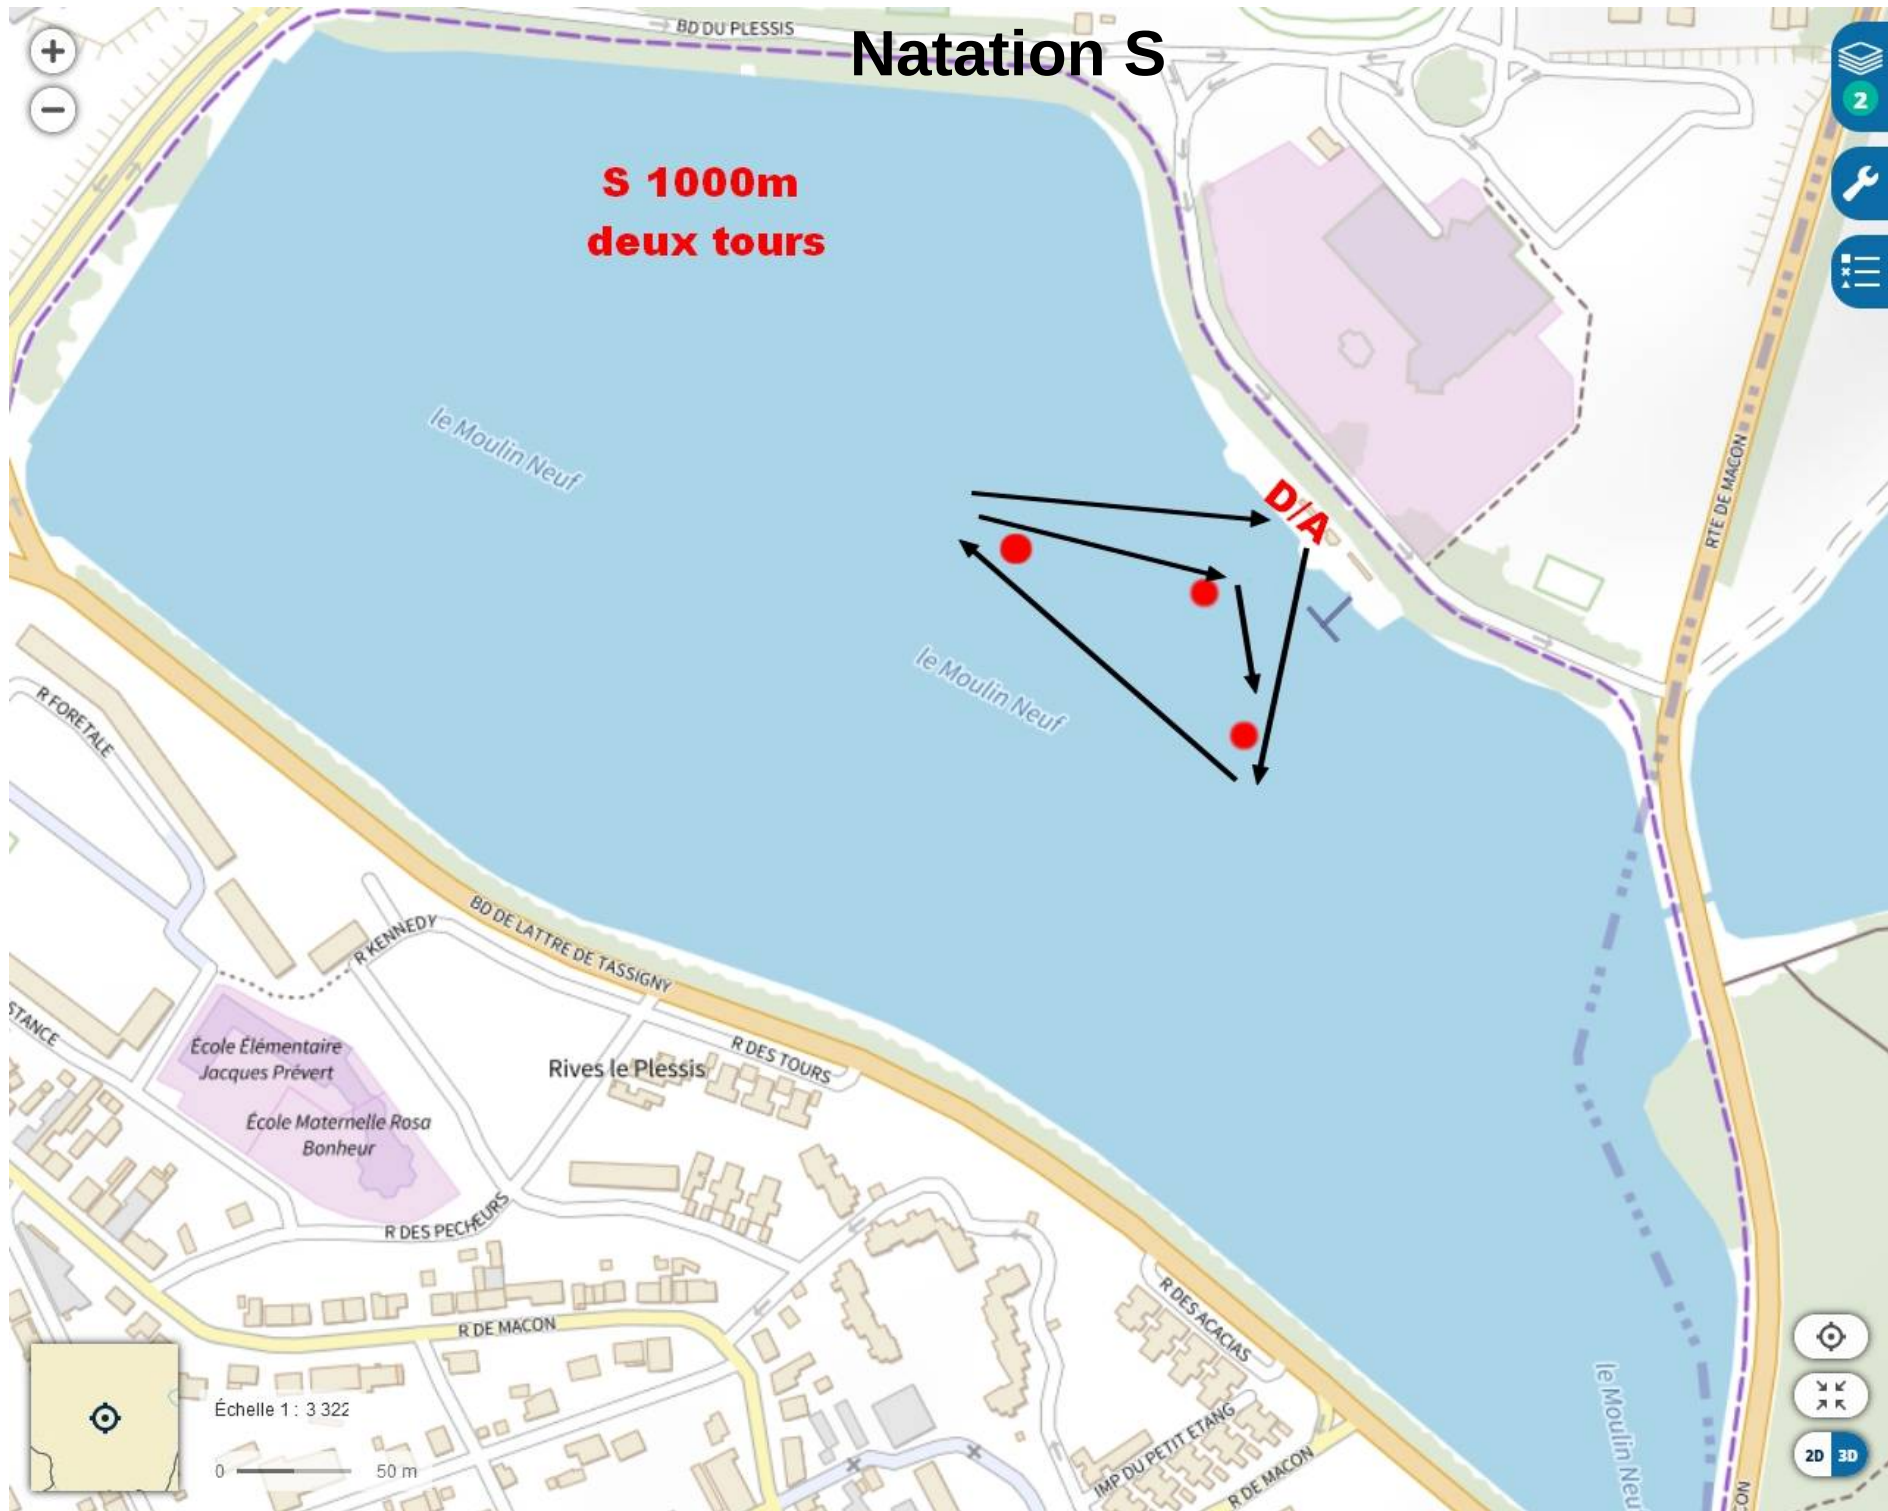 BD DU PLESSIS
Natation S
2
S 1000m
deux tours
le Moulin Neuf
D/A
RTE DE MACON
le Moulin Neuf
R FORETALE
R KENNEDY
BD DE LATTRE DE TASSIGNY
STANCE
École Élémentaire
Jacques Prévert
Rives le Plessis
R DES TOURS
École Maternelle Rosa
Bonheur
R DES PECHEURS
R DE MACON
R DES ACACIAS
le Moulin Neu
Échelle 1 : 3 322
0 50 m
IMP DU PETIT ETANG
R DE MACON
2D 3D
CON